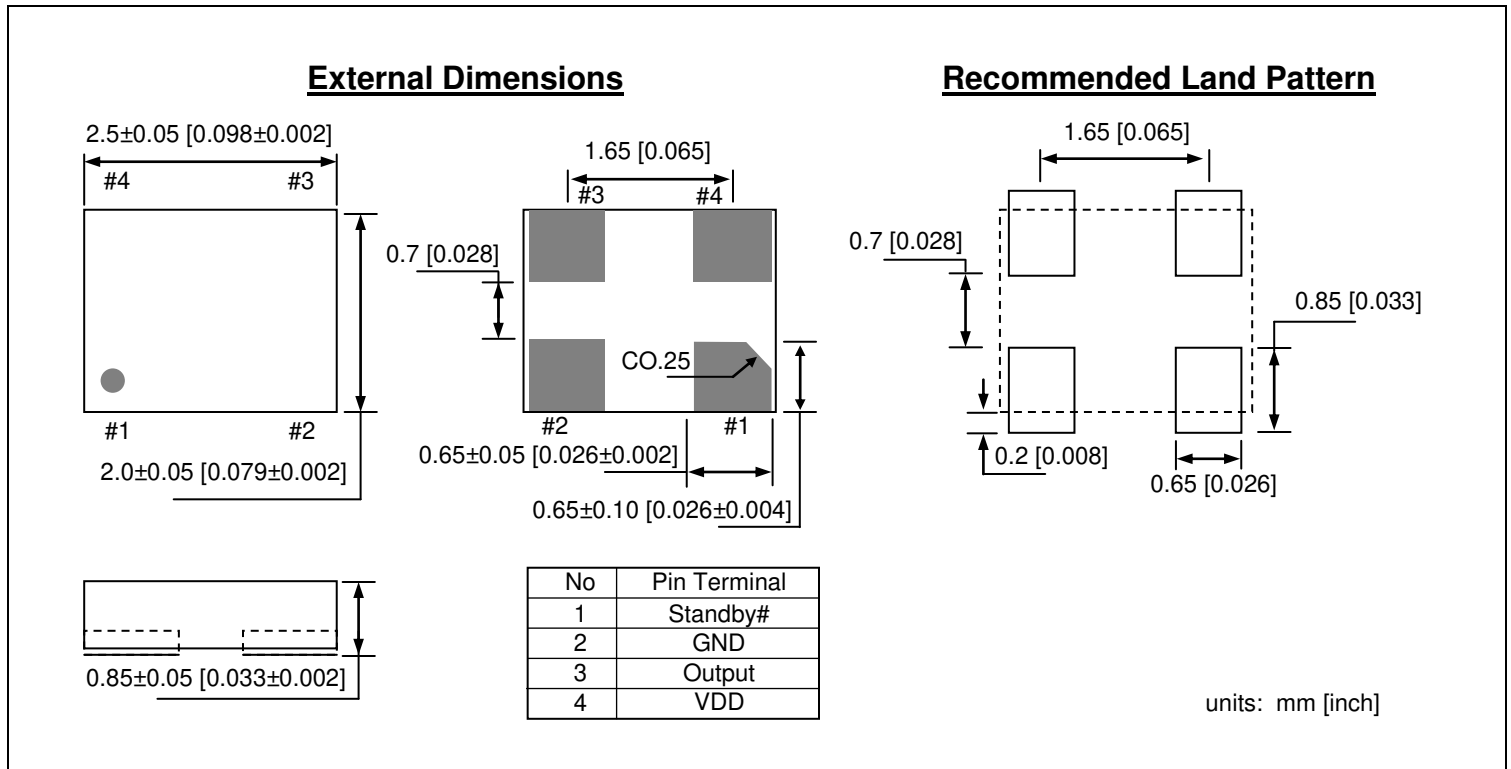 External Dimensions
2.5±0.05 [0.098±0.002]
#4 #3
#1 #2
2.0±0.05 [0.079±0.002]
1.65 [0.065]
#3 #4
0.7 [0.028]
CO.25
#2 #1
0.65±0.05 [0.026±0.002]
0.65±0.10 [0.026±0.004]
Recommended Land Pattern
1.65 [0.065]
0.7 [0.028]
0.85 [0.033]
0.2 [0.008]
0.65 [0.026]
0.85±0.05 [0.033±0.002]
No Pin Terminal
1 Standby#
2 GND
3 Output
4 VDD
units: mm [inch]